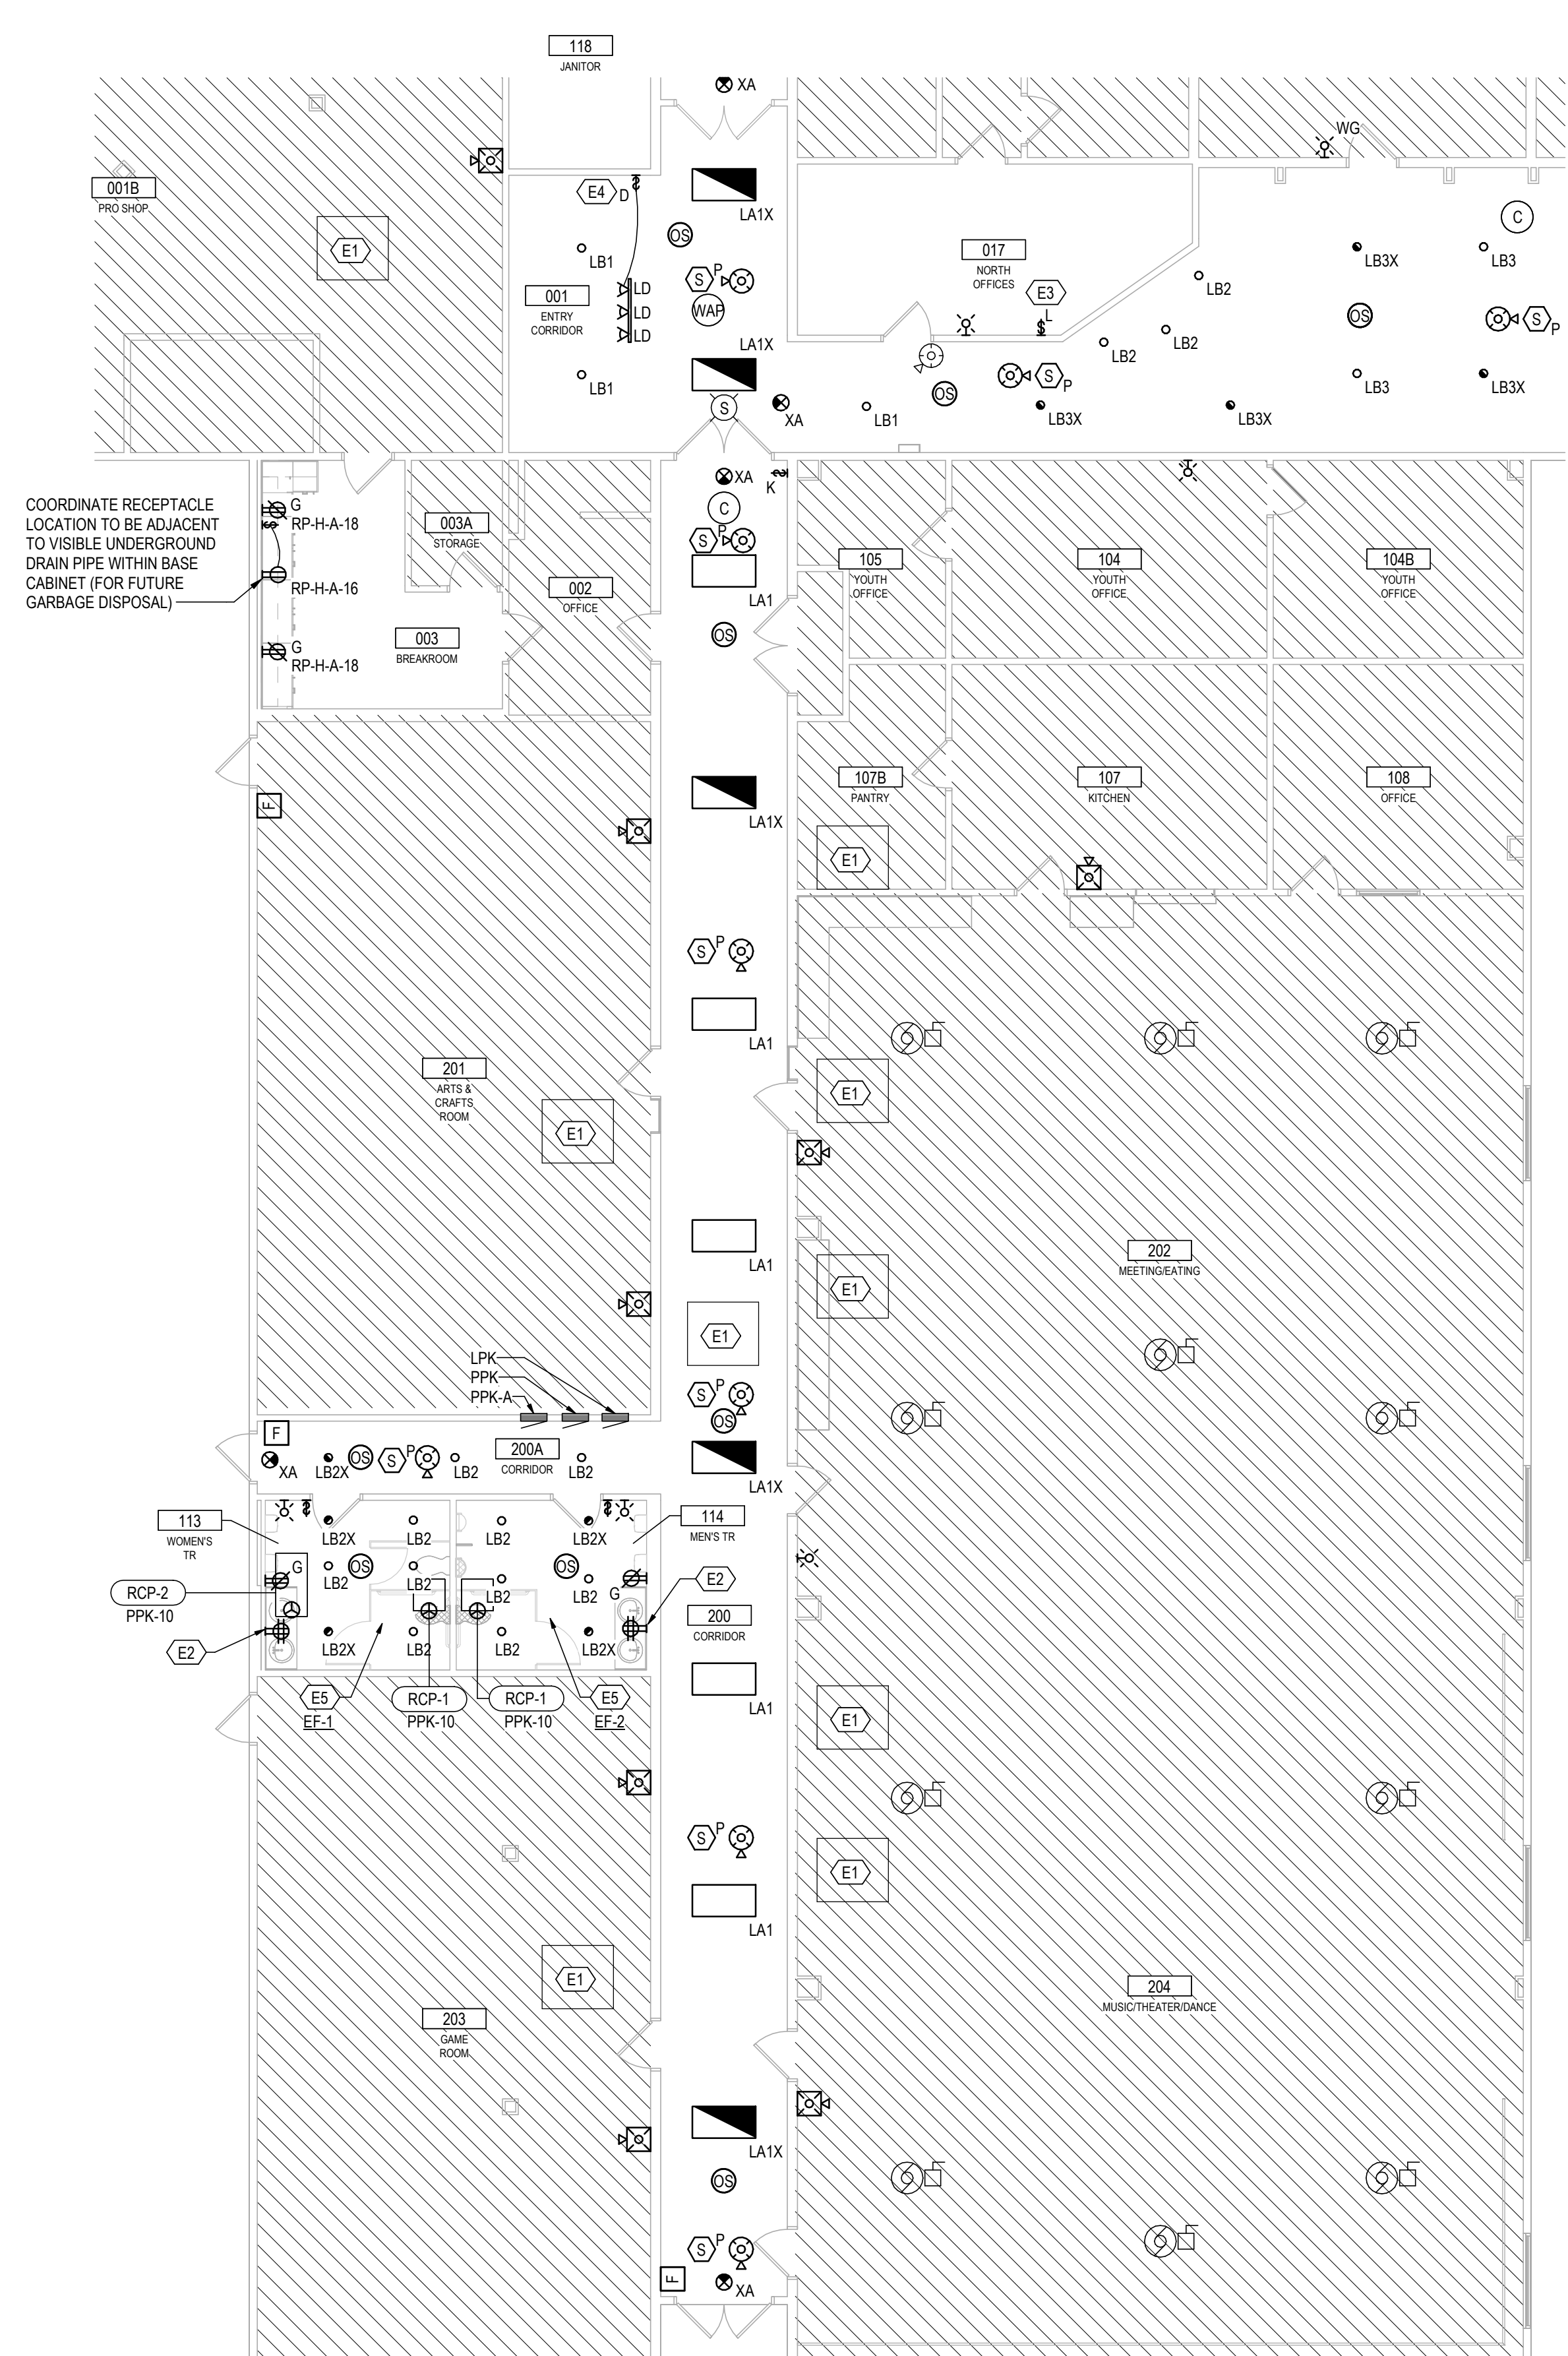 118
JANITOR
XA
WG
001B
PRO SHOP
E4
D
LA1X
C
E1
OS
LB1
017
NORTH
OFFICES
LB3X
LB3
S
P
LB2
E3
L
001
ENTRY
CORRIDOR
LD
LD
LD
WAP
OS
S
P
LB2
LB2
LA1X
S
P
LB1
S
OS
LB3
LB3X
XA
LB1
LB3X
LB3X
XA
K
COORDINATE RECEPTACLE
LOCATION TO BE ADJACENT
TO VISIBLE UNDERGROUND
DRAIN PIPE WITHIN BASE
CABINET (FOR FUTURE
GARBAGE DISPOSAL)
G
RP-H-A-18
003A
STORAGE
C
S
P
RP-H-A-16
002
OFFICE
105
YOUTH
OFFICE
104
YOUTH
OFFICE
104B
YOUTH
OFFICE
LA1
003
BREAKROOM
OS
G
RP-H-A-18
107B
PANTRY
107
KITCHEN
108
OFFICE
F
LA1X
E1
S
P
LA1
201
ARTS &
CRAFTS
ROOM
E1
E1
202
MEETING/EATING
LA1
E1
E1
LPK
PPK
PPK-A
S
P
OS
F
XA
LB2X
OS
S
P
LB2
200A
CORRIDOR
LB2
LA1X
113
WOMEN'S
TR
114
MEN'S TR
LB2X
LB2
LB2
LB2X
G
OS
OS
RCP-2
PPK-10
LB2
LB2
LB2
LB2
G
E2
200
CORRIDOR
E2
LB2X
LB2
LB2
LB2X
E5
EF-1
RCP-1
PPK-10
RCP-1
PPK-10
E5
EF-2
LA1
E1
S
P
E1
LA1
E1
203
GAME
ROOM
204
MUSIC/THEATER/DANCE
LA1X
OS
S
P
F
XA